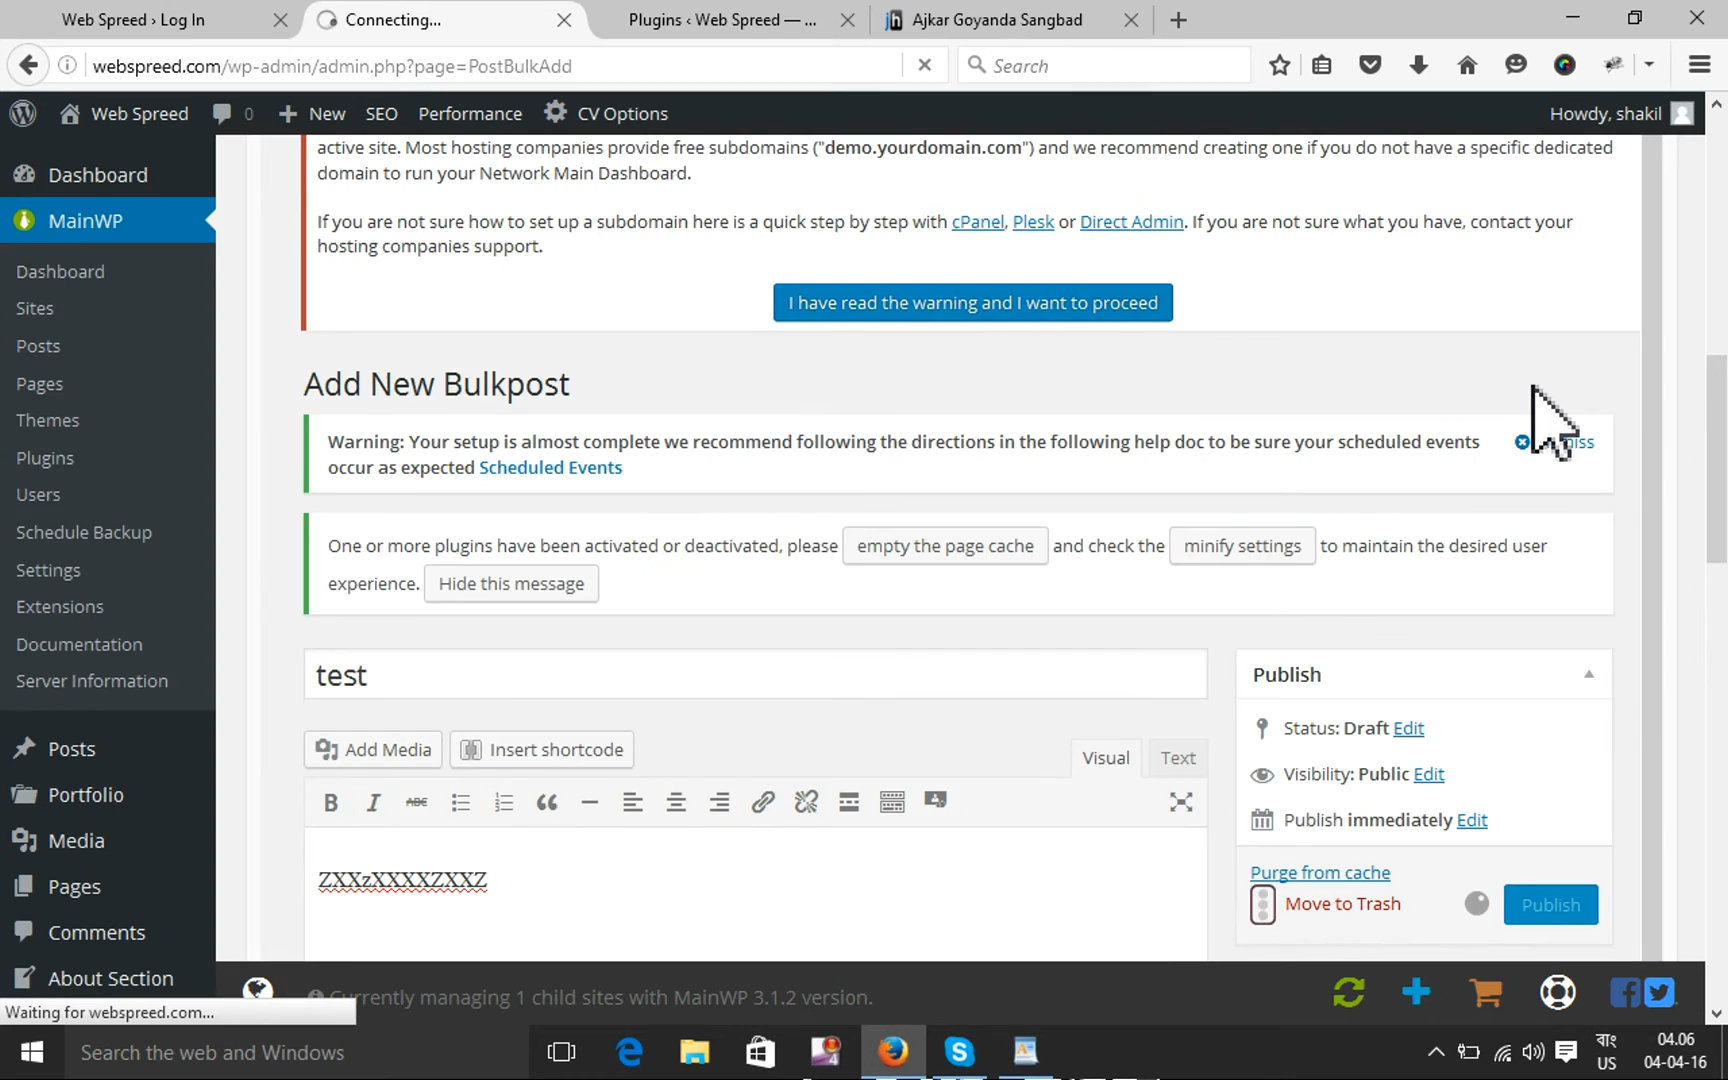 Web Spreed › Log In
Connecting...
Plugins ‹ Web Spreed — ...
jh Ajkar Goyanda Sangbad
webspreed.com/wp-admin/admin.php?page=PostBulkAdd
Search
Web Spreed 0 New SEO Performance CV Options Howdy, shakil
Dashboard
MainWP
Dashboard
Sites
Posts
Pages
Themes
Plugins
Users
Schedule Backup
Settings
Extensions
Documentation
Server Information
Posts
Portfolio
Media
Pages
Comments
About Section
active site. Most hosting companies provide free subdomains ("demo.yourdomain.com") and we recommend creating one if you do not have a specific dedicated
domain to run your Network Main Dashboard.
If you are not sure how to set up a subdomain here is a quick step by step with cPanel, Plesk or Direct Admin. If you are not sure what you have, contact your
hosting companies support.
I have read the warning and I want to proceed
Add New Bulkpost
Warning: Your setup is almost complete we recommend following the directions in the following help doc to be sure your scheduled events
occur as expected Scheduled Events
One or more plugins have been activated or deactivated, please empty the page cache and check the minify settings to maintain the desired user
experience. Hide this message
test
Add Media Insert shortcode
Visual Text
B I ABC
ZXXzXXXXZXXZ
Publish
Status: Draft Edit
Visibility: Public Edit
Publish immediately Edit
Purge from cache
Move to Trash Publish
Currently managing 1 child sites with MainWP 3.1.2 version.
Waiting for webspreed.com...
Search the web and Windows
বাং
US
04.06
04-04-16